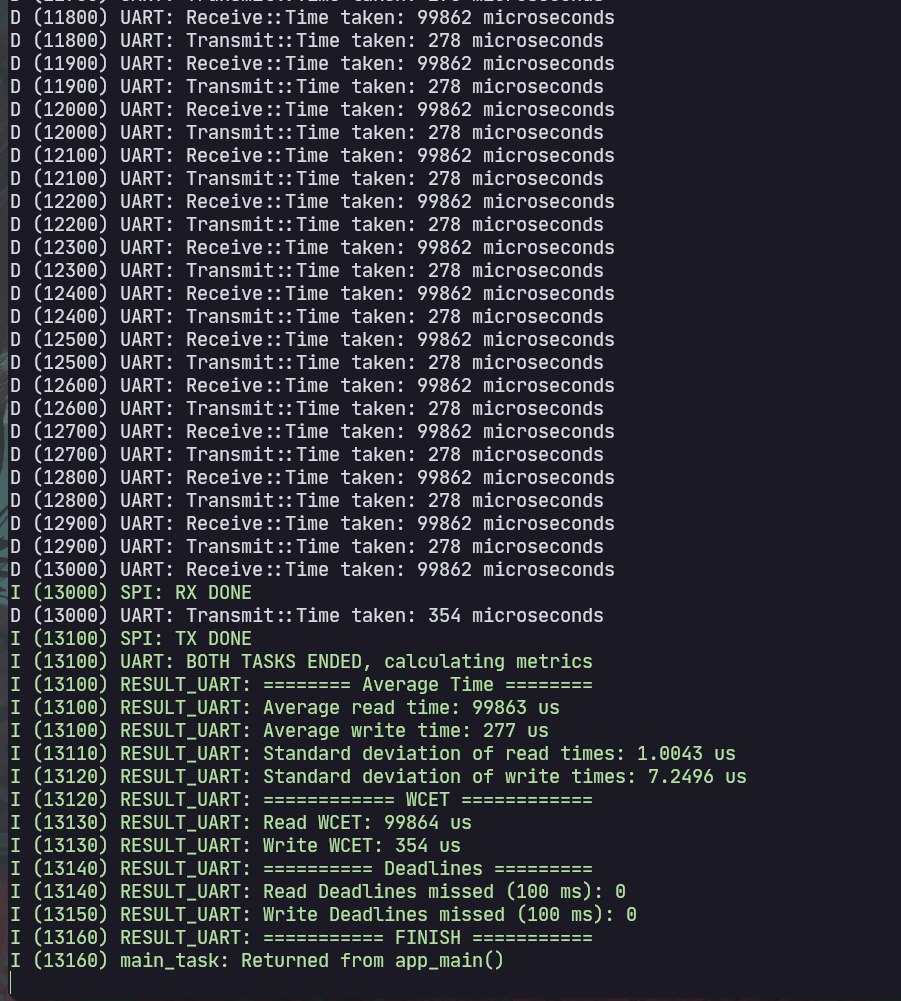 D (11800) UART: Receive::Time taken: 99862 microseconds
D (11800) UART: Transmit::Time taken: 278 microseconds
D (11900) UART: Receive::Time taken: 99862 microseconds
D (11900) UART: Transmit::Time taken: 278 microseconds
D (12000) UART: Receive::Time taken: 99862 microseconds
D (12000) UART: Transmit::Time taken: 278 microseconds
D (12100) UART: Receive::Time taken: 99862 microseconds
D (12100) UART: Transmit::Time taken: 278 microseconds
D (12200) UART: Receive::Time taken: 99862 microseconds
D (12200) UART: Transmit::Time taken: 278 microseconds
D (12300) UART: Receive::Time taken: 99862 microseconds
D (12300) UART: Transmit::Time taken: 278 microseconds
D (12400) UART: Receive::Time taken: 99862 microseconds
D (12400) UART: Transmit::Time taken: 278 microseconds
D (12500) UART: Receive::Time taken: 99862 microseconds
D (12500) UART: Transmit::Time taken: 278 microseconds
D (12600) UART: Receive::Time taken: 99862 microseconds
D (12600) UART: Transmit::Time taken: 278 microseconds
D (12700) UART: Receive::Time taken: 99862 microseconds
D (12700) UART: Transmit::Time taken: 278 microseconds
D (12800) UART: Receive::Time taken: 99862 microseconds
D (12800) UART: Transmit::Time taken: 278 microseconds
D (12900) UART: Receive::Time taken: 99862 microseconds
D (12900) UART: Transmit::Time taken: 278 microseconds
D (13000) UART: Receive::Time taken: 99862 microseconds
I (13000) SPI: RX DONE
D (13000) UART: Transmit::Time taken: 354 microseconds
I (13100) SPI: TX DONE
I (13100) UART: BOTH TASKS ENDED, calculating metrics
I (13100) RESULT_UART: ======== Average Time ========
I (13100) RESULT_UART: Average read time: 99863 us
I (13100) RESULT_UART: Average write time: 277 us
I (13110) RESULT_UART: Standard deviation of read times: 1.0043 us
I (13120) RESULT_UART: Standard deviation of write times: 7.2496 us
I (13120) RESULT_UART: ============ WCET ============
I (13130) RESULT_UART: Read WCET: 99864 us
I (13130) RESULT_UART: Write WCET: 354 us
I (13140) RESULT_UART: ========== Deadlines =========
I (13140) RESULT_UART: Read Deadlines missed (100 ms): 0
I (13150) RESULT_UART: Write Deadlines missed (100 ms): 0
I (13160) RESULT_UART: =========== FINISH ===========
I (13160) main_task: Returned from app_main()